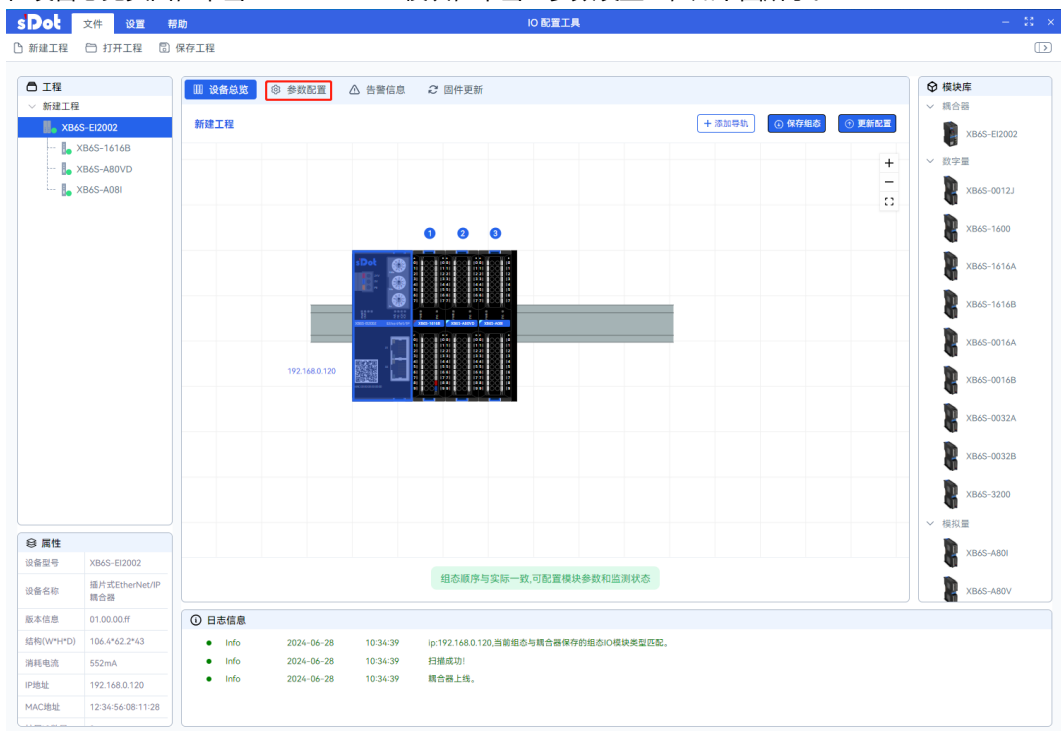 sDot 文件 设置 帮助 IO 配置工具
新建工程 打开工程 保存工程
工程
新建工程
XB6S-EI2002
XB6S-1616B
XB6S-A80VD
XB6S-A08I
设备总览 参数配置 告警信息 固件更新
新建工程
+ 添加导轨 保存组态 更新配置
1 2 3
sDot
192.168.0.120
组态顺序与实际一致,可配置模块参数和监测状态
模块库
耦合器
XB6S-EI2002
数字量
XB6S-0012J
XB6S-1600
XB6S-1616A
XB6S-1616B
XB6S-0016A
XB6S-0016B
XB6S-0032A
XB6S-0032B
XB6S-3200
模拟量
XB6S-A80I
XB6S-A80V
属性
设备型号 XB6S-EI2002
设备名称 插片式EtherNet/IP
耦合器
版本信息 01.00.00.ff
结构(W*H*D) 106.4*62.2*43
消耗电流 552mA
IP地址 192.168.0.120
MAC地址 12:34:56:08:11:28
日志信息
Info 2024-06-28 10:34:39 ip:192.168.0.120,当前组态与耦合器保存的组态IO模块类型匹配。
Info 2024-06-28 10:34:39 扫描成功!
Info 2024-06-28 10:34:39 耦合器上线。